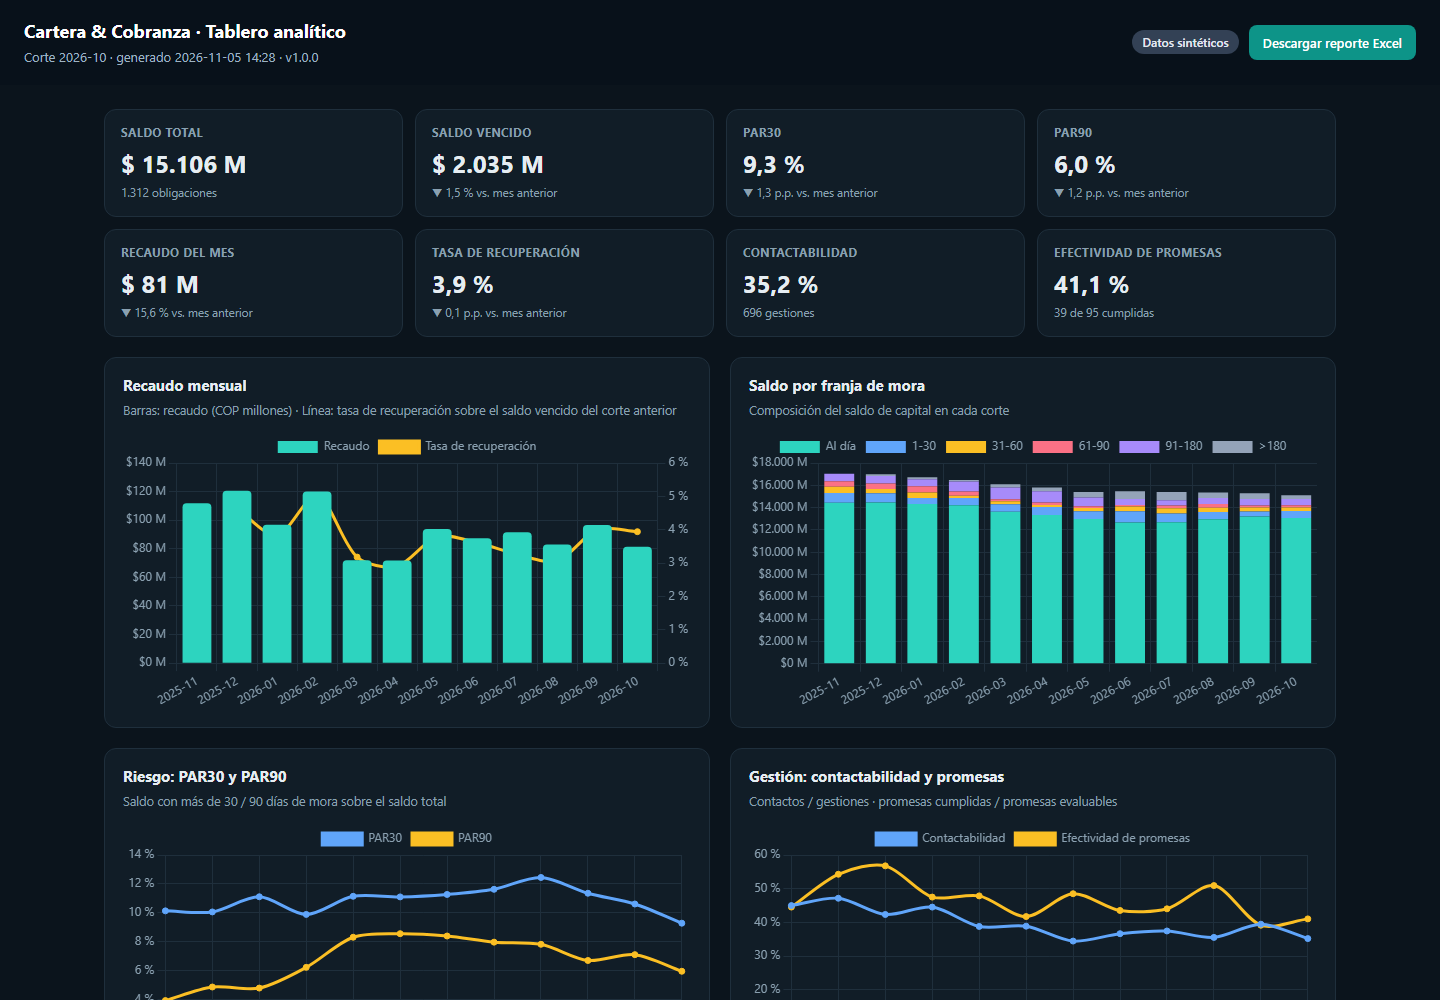 Cartera & Cobranza · Tablero analítico
Corte 2026-10 · generado 2026-11-05 14:28 · v1.0.0
Datos sintéticos
Descargar reporte Excel
SALDO TOTAL
$ 15.106 M
1.312 obligaciones
SALDO VENCIDO
$ 2.035 M
▼ 1,5 % vs. mes anterior
PAR30
9,3 %
▼ 1,3 p.p. vs. mes anterior
PAR90
6,0 %
▼ 1,2 p.p. vs. mes anterior
RECAUDO DEL MES
$ 81 M
▼ 15,6 % vs. mes anterior
TASA DE RECUPERACIÓN
3,9 %
▼ 0,1 p.p. vs. mes anterior
CONTACTABILIDAD
35,2 %
696 gestiones
EFECTIVIDAD DE PROMESAS
41,1 %
39 de 95 cumplidas
Recaudo mensual
Barras: recaudo (COP millones) · Línea: tasa de recuperación sobre el saldo vencido del corte anterior
Recaudo Tasa de recuperación
$140 M 6 %
$120 M 5 %
$100 M 4 %
$80 M 3 %
$60 M 2 %
$40 M 1 %
$20 M
$0 M 0 %
2025-11 2025-12 2026-01 2026-02 2026-03 2026-04 2026-05 2026-06 2026-07 2026-08 2026-09 2026-10
Saldo por franja de mora
Composición del saldo de capital en cada corte
Al día 1-30 31-60 61-90 91-180 >180
$18.000 M
$16.000 M
$14.000 M
$12.000 M
$10.000 M
$8.000 M
$6.000 M
$4.000 M
$2.000 M
$0 M
2025-11 2025-12 2026-01 2026-02 2026-03 2026-04 2026-05 2026-06 2026-07 2026-08 2026-09 2026-10
Riesgo: PAR30 y PAR90
Saldo con más de 30 / 90 días de mora sobre el saldo total
PAR30 PAR90
14 %
12 %
10 %
8 %
6 %
4 %
Gestión: contactabilidad y promesas
Contactos / gestiones · promesas cumplidas / promesas evaluables
Contactabilidad Efectividad de promesas
60 %
50 %
40 %
30 %
20 %